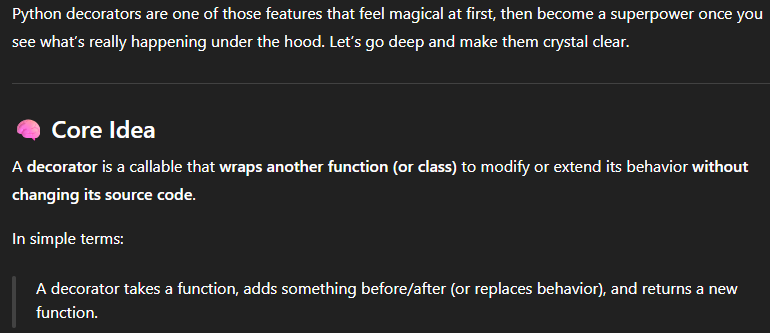 Python decorators are one of those features that feel magical at first, then become a superpower once you
see what’s really happening under the hood. Let’s go deep and make them crystal clear.
🧠 Core Idea
A decorator is a callable that wraps another function (or class) to modify or extend its behavior without
changing its source code.
In simple terms:
A decorator takes a function, adds something before/after (or replaces behavior), and returns a new
function.